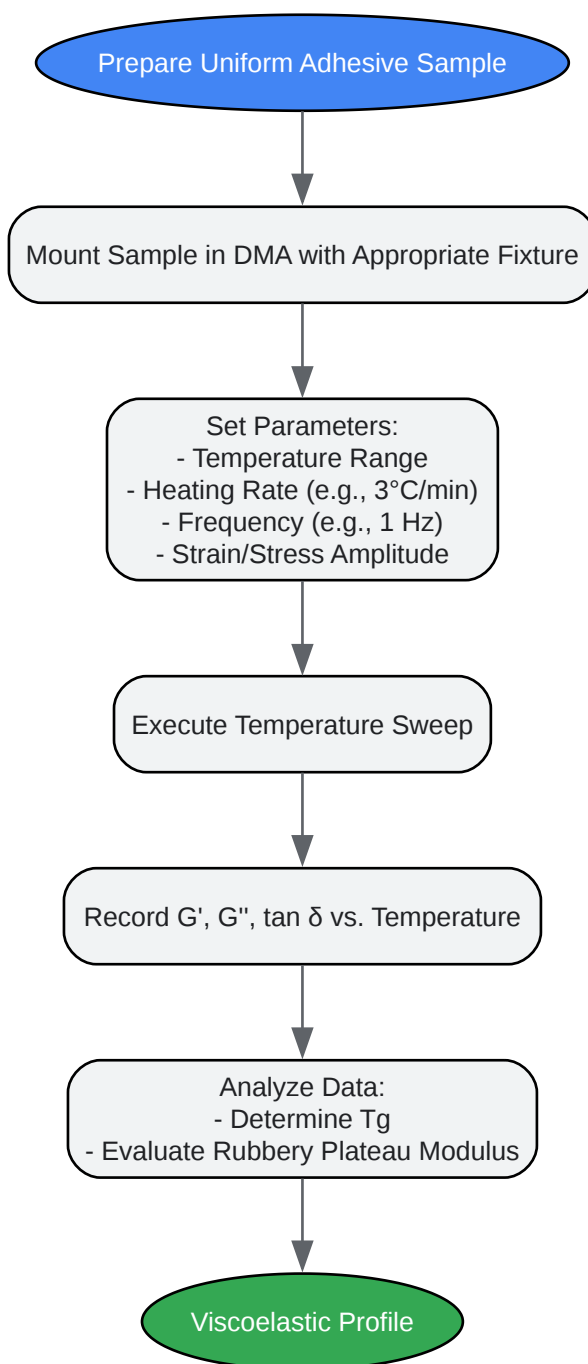 Prepare Uniform Adhesive Sample
Mount Sample in DMA with Appropriate Fixture
Set Parameters:
- Temperature Range
- Heating Rate (e.g., 3°C/min)
- Frequency (e.g., 1 Hz)
- Strain/Stress Amplitude
Execute Temperature Sweep
Record G', G'', tan δ vs. Temperature
Analyze Data:
- Determine Tg
- Evaluate Rubbery Plateau Modulus
Viscoelastic Profile